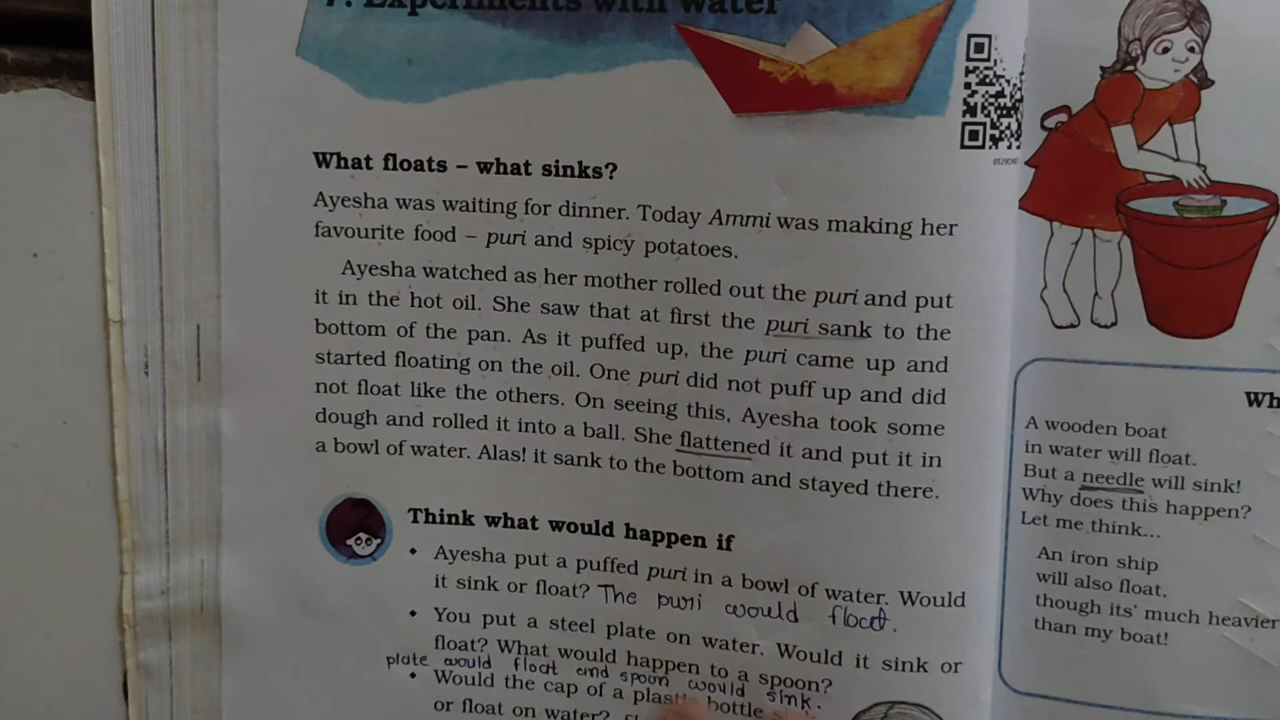 7. Experiments with water
What floats – what sinks?
Ayesha was waiting for dinner. Today Ammi was making her
favourite food – puri and spicy potatoes.
Ayesha watched as her mother rolled out the puri and put
it in the hot oil. She saw that at first the puri sank to the
bottom of the pan. As it puffed up, the puri came up and
started floating on the oil. One puri did not puff up and did
not float like the others. On seeing this, Ayesha took some
dough and rolled it into a ball. She flattened it and put it in
a bowl of water. Alas! it sank to the bottom and stayed there.
Think what would happen if
• Ayesha put a puffed puri in a bowl of water. Would
it sink or float? The puri would float.
• You put a steel plate on water. Would it sink or
float? What would happen to a spoon?
plate would float and spoon would sink.
• Would the cap of a plastic bottle
or float on water?
Wh
A wooden boat
in water will float.
But a needle will sink!
Why does this happen?
Let me think...
An iron ship
will also float,
though its' much heavier
than my boat!